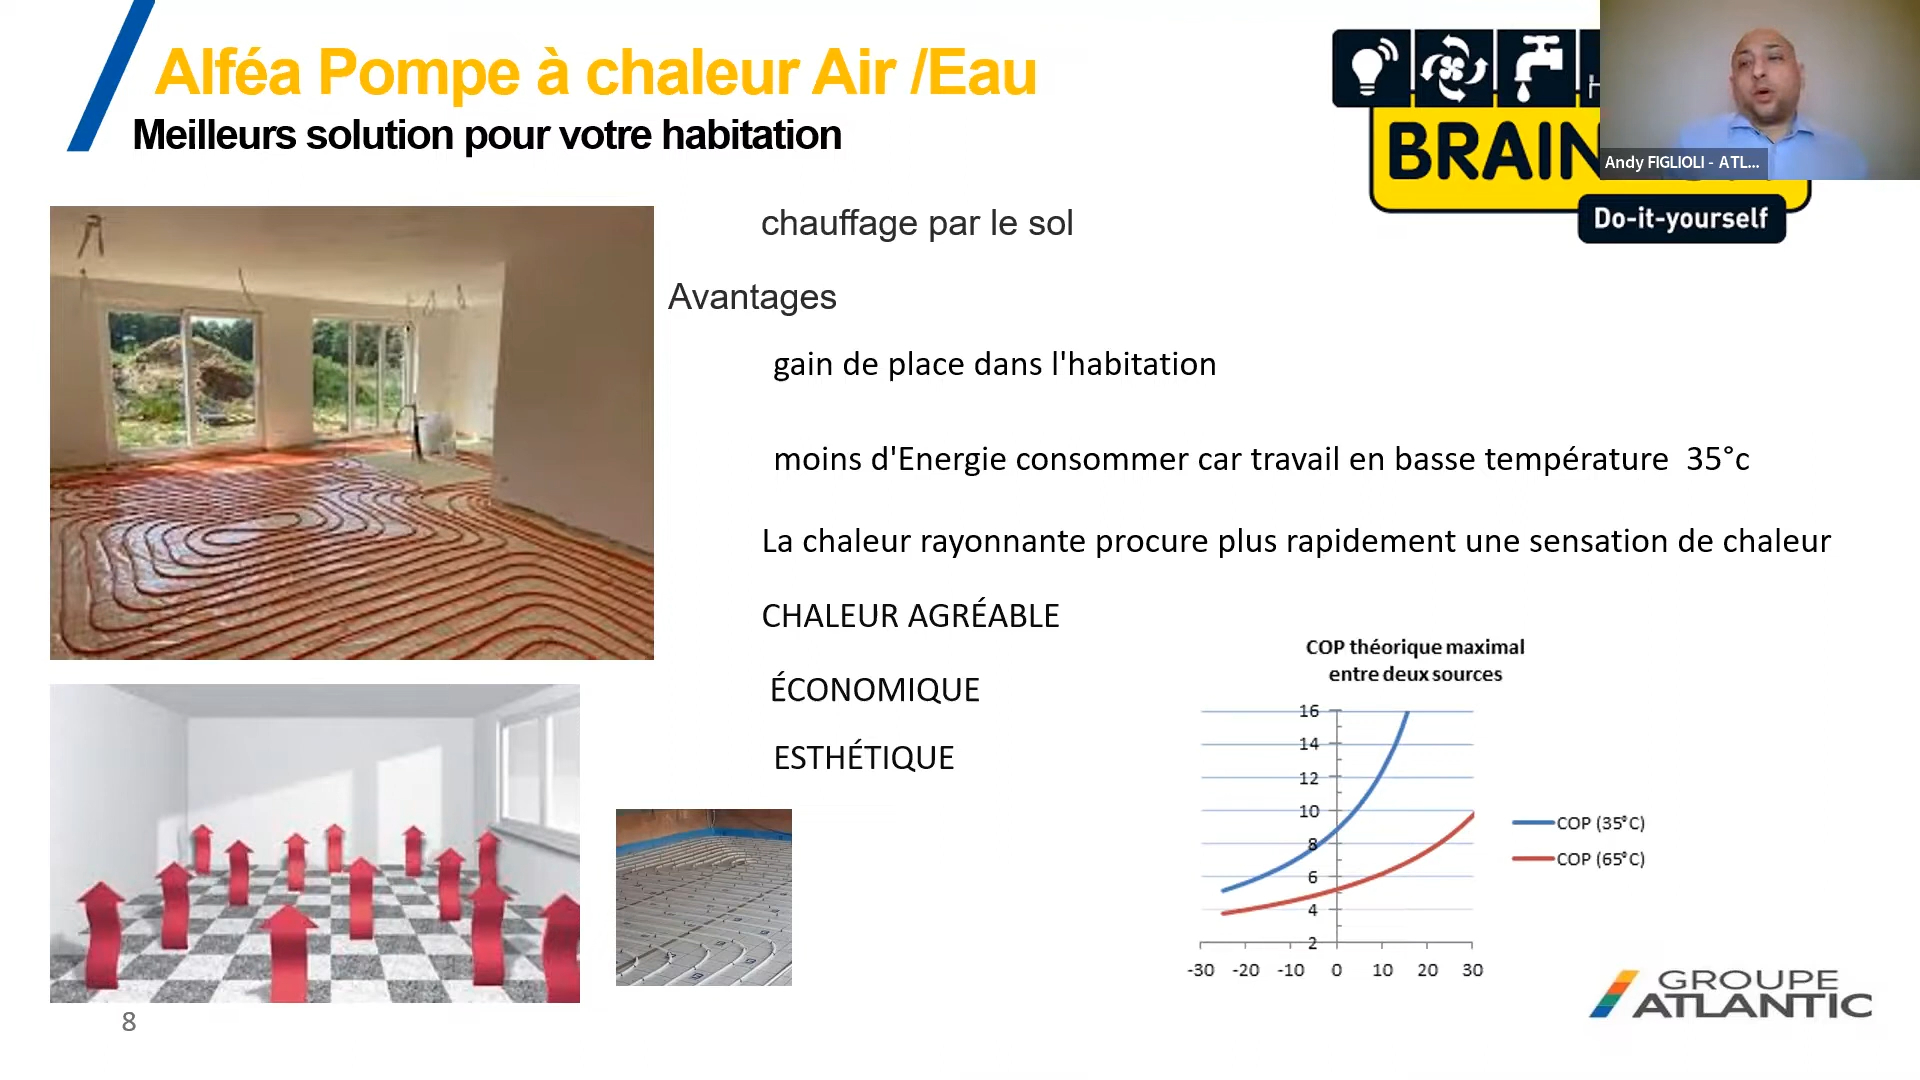 Alféa Pompe à chaleur Air /Eau
Meilleurs solution pour votre habitation
BRAIN
Do-it-yourself
Andy FIGLIOLI - ATL...
chauffage par le sol
Avantages
gain de place dans l'habitation
moins d'Energie consommer car travail en basse température 35°c
La chaleur rayonnante procure plus rapidement une sensation de chaleur
CHALEUR AGRÉABLE
ÉCONOMIQUE
ESTHÉTIQUE
COP théorique maximal
entre deux sources
16
14
12
10
8
6
4
2
-30 -20 -10 0 10 20 30
COP (35°C)
COP (65°C)
GROUPE
ATLANTIC
8